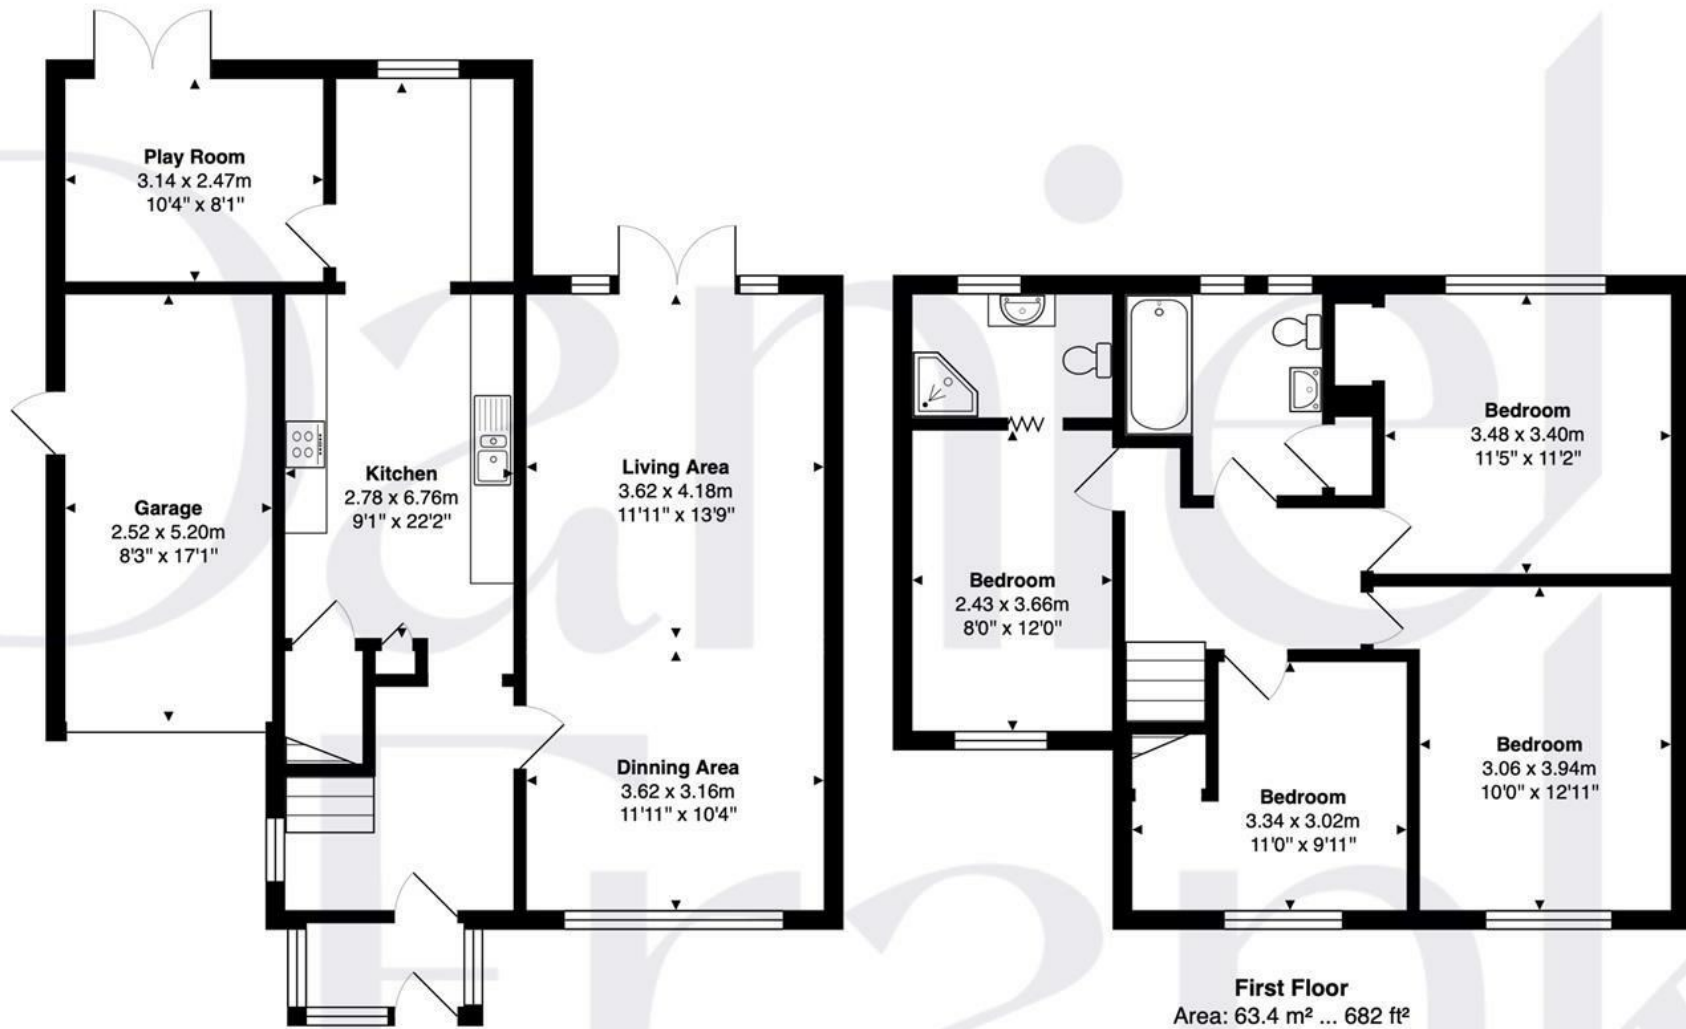 Play Room
3.14 x 2.47m
10'4" x 8'1"
Garage
2.52 x 5.20m
8'3" x 17'1"
Kitchen
2.78 x 6.76m
9'1" x 22'2"
Living Area
3.62 x 4.18m
11'11" x 13'9"
Dinning Area
3.62 x 3.16m
11'11" x 10'4"
Bedroom
2.43 x 3.66m
8'0" x 12'0"
Bedroom
3.48 x 3.40m
11'5" x 11'2"
Bedroom
3.34 x 3.02m
11'0" x 9'11"
Bedroom
3.06 x 3.94m
10'0" x 12'11"
First Floor
Area: 63.4 m² ... 682 ft²
Daniel
Frank